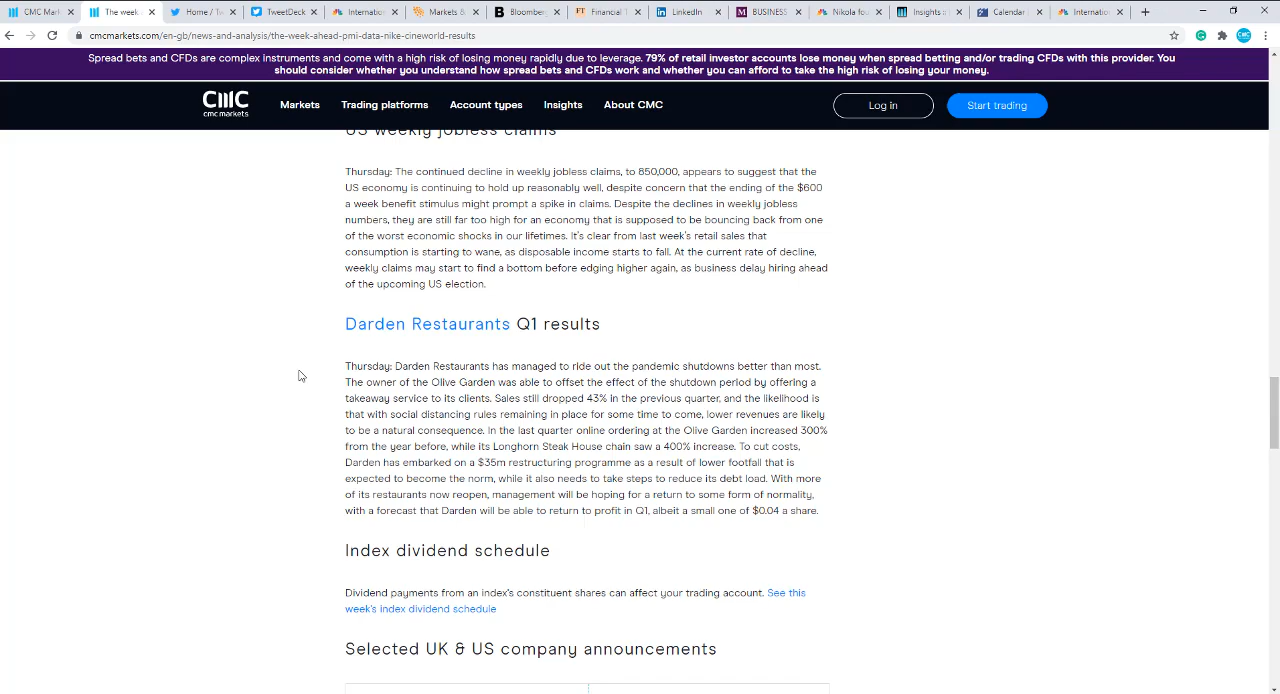 CMC Mark
The week
Home / Tw
TweetDeck
Internation
Markets &
Bloomber
Financial T
LinkedIn
BUSINESS
Nikola fo
Insights
Calendar
Internation
cmcmarkets.com/en-gb/news-and-analysis/the-week-ahead-pmi-data-nike-cineworld-results
Spread bets and CFDs are complex instruments and come with a high risk of losing money rapidly due to leverage. 79% of retail investor accounts lose money when spread betting and/or trading CFDs with this provider. You
should consider whether you understand how spread bets and CFDs work and whether you can afford to take the high risk of losing your money.
CMC
cmc markets
Markets
Trading platforms
Account types
Insights
About CMC
Log in
Start trading
US weekly jobless claims
Thursday: The continued decline in weekly jobless claims, to 850,000, appears to suggest that the
US economy is continuing to hold up reasonably well, despite concern that the ending of the $600
a week benefit stimulus might prompt a spike in claims. Despite the declines in weekly jobless
numbers, they are still far too high for an economy that is supposed to be bouncing back from one
of the worst economic shocks in our lifetimes. It's clear from last week's retail sales that
consumption is starting to wane, as disposable income starts to fall. At the current rate of decline,
weekly claims may start to find a bottom before edging higher again, as business delay hiring ahead
of the upcoming US election.
Darden Restaurants Q1 results
Thursday: Darden Restaurants has managed to ride out the pandemic shutdowns better than most.
The owner of the Olive Garden was able to offset the effect of the shutdown period by offering a
takeaway service to its clients. Sales still dropped 43% in the previous quarter, and the likelihood is
that with social distancing rules remaining in place for some time to come, lower revenues are likely
to be a natural consequence. In the last quarter online ordering at the Olive Garden increased 300%
from the year before, while its Longhorn Steak House chain saw a 400% increase. To cut costs,
Darden has embarked on a $35m restructuring programme as a result of lower footfall that is
expected to become the norm, while it also needs to take steps to reduce its debt load. With more
of its restaurants now reopen, management will be hoping for a return to some form of normality,
with a forecast that Darden will be able to return to profit in Q1, albeit a small one of $0.04 a share.
Index dividend schedule
Dividend payments from an index's constituent shares can affect your trading account. See this
week's index dividend schedule
Selected UK & US company announcements